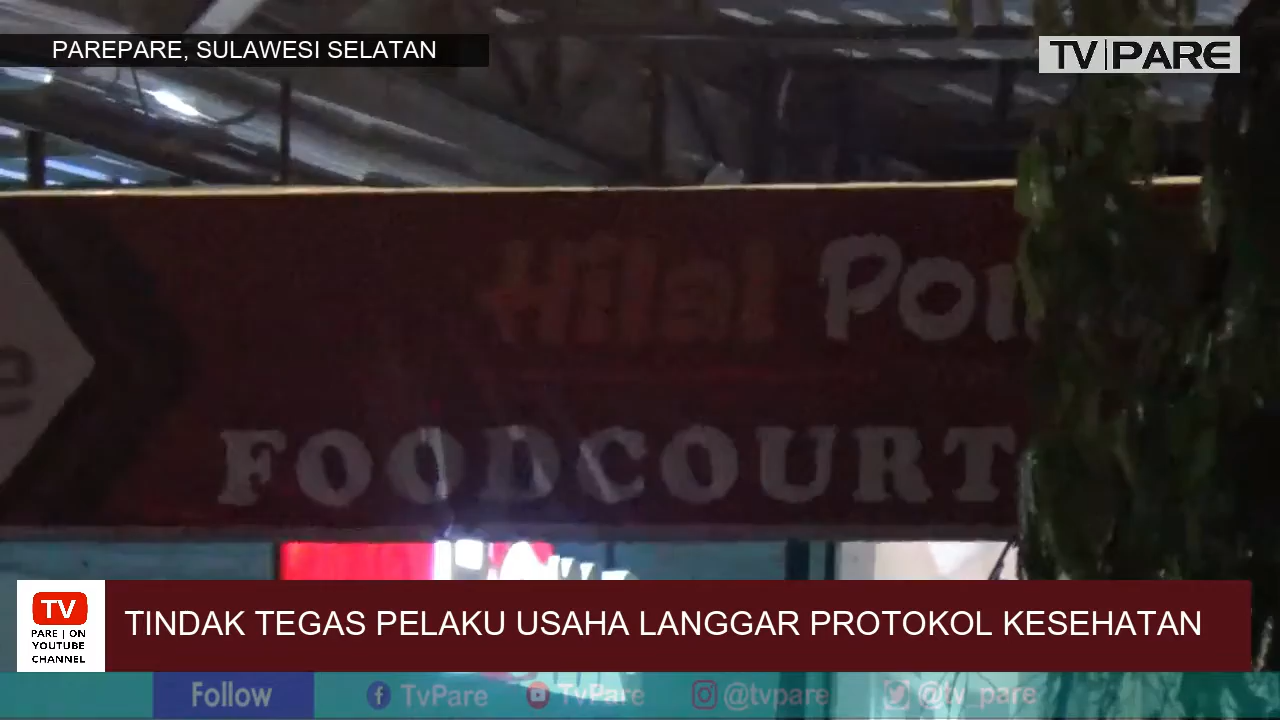 PAREPARE, SULAWESI SELATAN
TV|PARE
Hilal
FOODCOURT
TV
PARE | ON
YOUTUBE
CHANNEL
TINDAK TEGAS PELAKU USAHA LANGGAR PROTOKOL KESEHATAN
Follow TvPare TvPare @tvpare @tv_pare